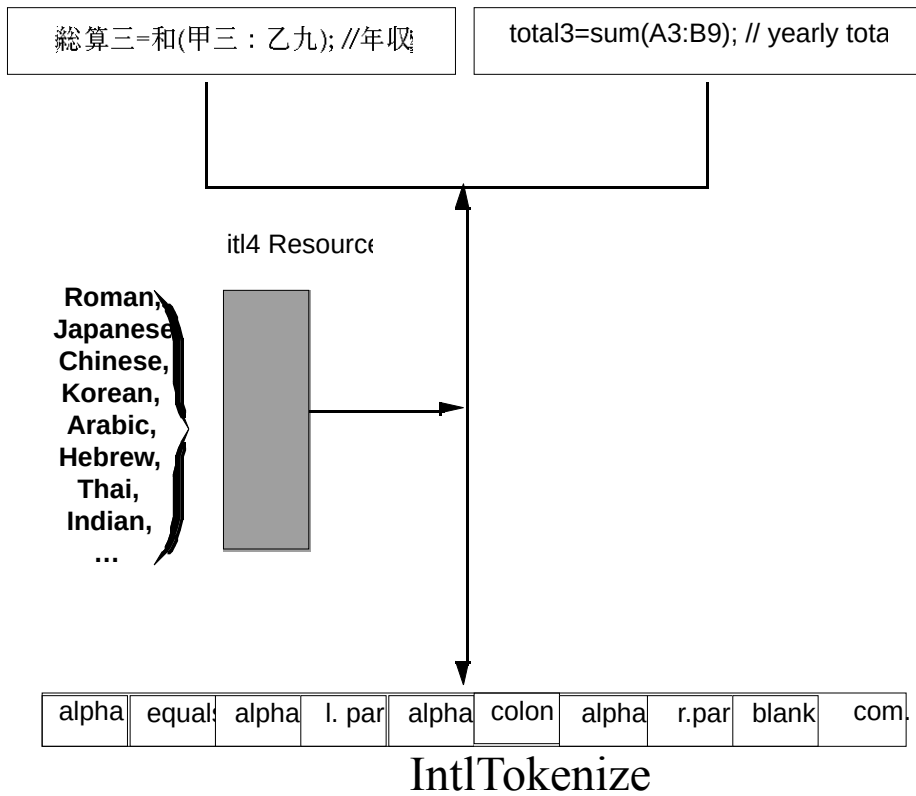 総算三=和(甲三：乙九); //年収
total3=sum(A3:B9); // yearly tota
itl4 Resource
Roman,
Japanese
Chinese,
Korean,
Arabic,
Hebrew,
Thai,
Indian,
...
alpha equals alpha l. par alpha colon alpha r.par blank com.
IntlTokenize